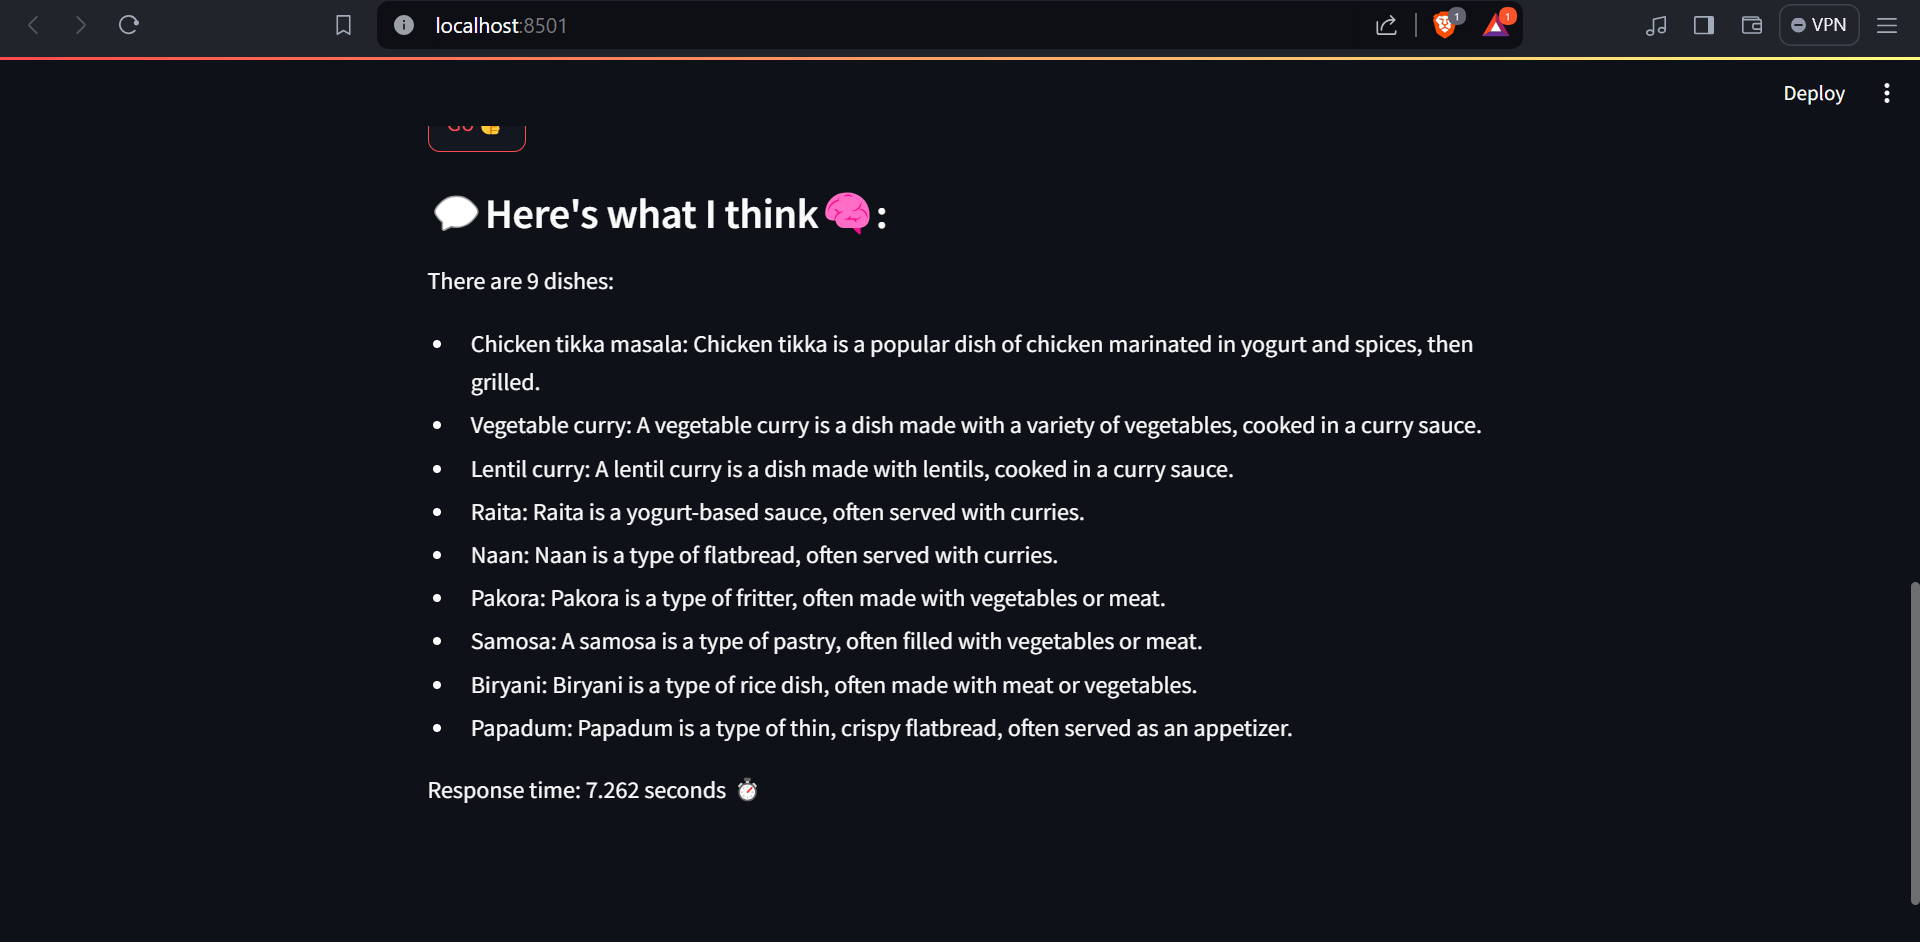 localhost:8501
1
1
VPN
Deploy
Go
Here's what I think:
There are 9 dishes:
Chicken tikka masala: Chicken tikka is a popular dish of chicken marinated in yogurt and spices, then
grilled.
Vegetable curry: A vegetable curry is a dish made with a variety of vegetables, cooked in a curry sauce.
Lentil curry: A lentil curry is a dish made with lentils, cooked in a curry sauce.
Raita: Raita is a yogurt-based sauce, often served with curries.
Naan: Naan is a type of flatbread, often served with curries.
Pakora: Pakora is a type of fritter, often made with vegetables or meat.
Samosa: A samosa is a type of pastry, often filled with vegetables or meat.
Biryani: Biryani is a type of rice dish, often made with meat or vegetables.
Papadum: Papadum is a type of thin, crispy flatbread, often served as an appetizer.
Response time: 7.262 seconds